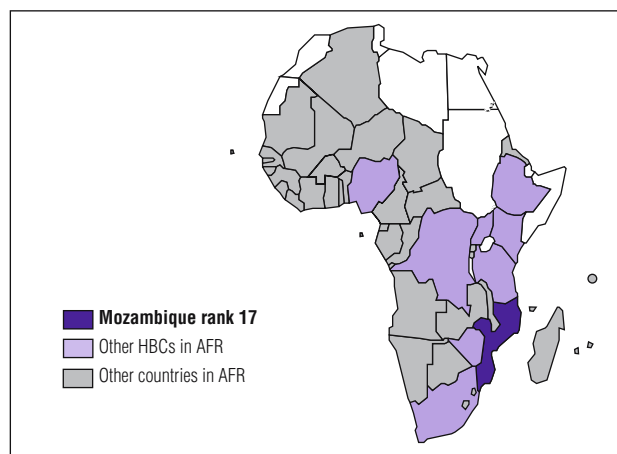 Mozambique rank 17
Other HBCs in AFR
Other countries in AFR